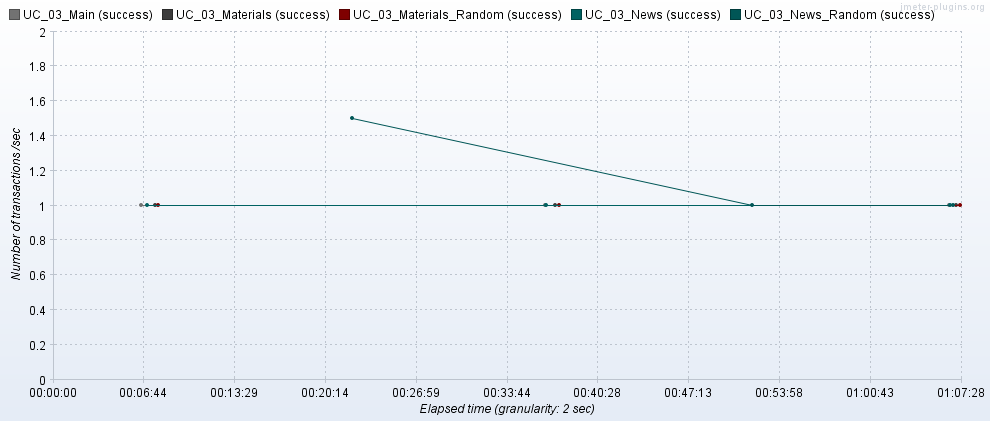 UC_03_Main (success) UC_03_Materials (success) UC_03_Materials_Random (success) UC_03_News (success) UC_03_News_Random (success)
jmeter-plugins.org
2
1.8
1.6
1.4
1.2
1
0.8
0.6
0.4
0.2
0
Number of transactions /sec
00:00:00 00:06:44 00:13:29 00:20:14 00:26:59 00:33:44 00:40:28 00:47:13 00:53:58 01:00:43 01:07:28
Elapsed time (granularity: 2 sec)